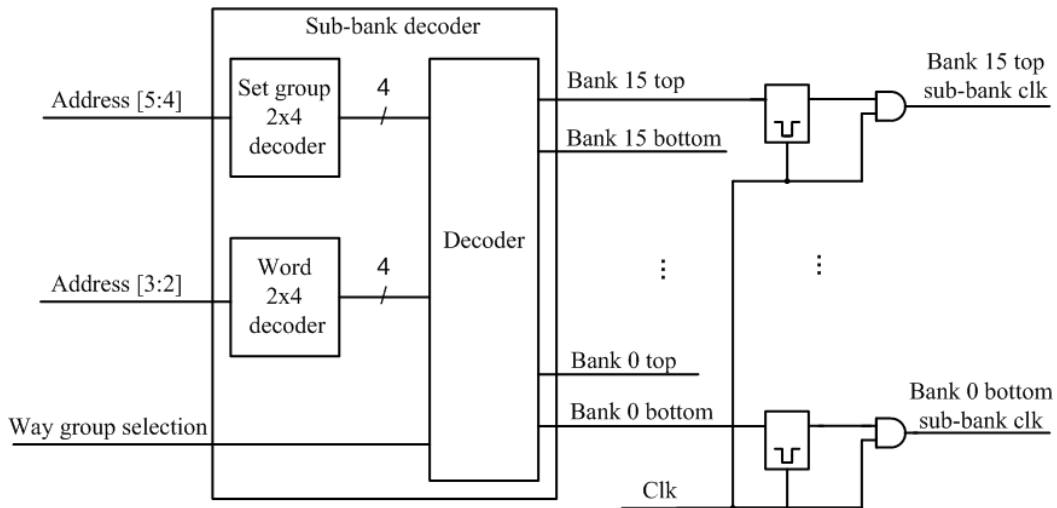 Sub-bank decoder
Address [5:4]
Set group
2x4
decoder
4
Address [3:2]
Word
2x4
decoder
4
Way group selection
Decoder
Bank 15 top
Bank 15 bottom
Bank 0 top
Bank 0 bottom
Clk
Bank 15 top
sub-bank clk
Bank 0 bottom
sub-bank clk